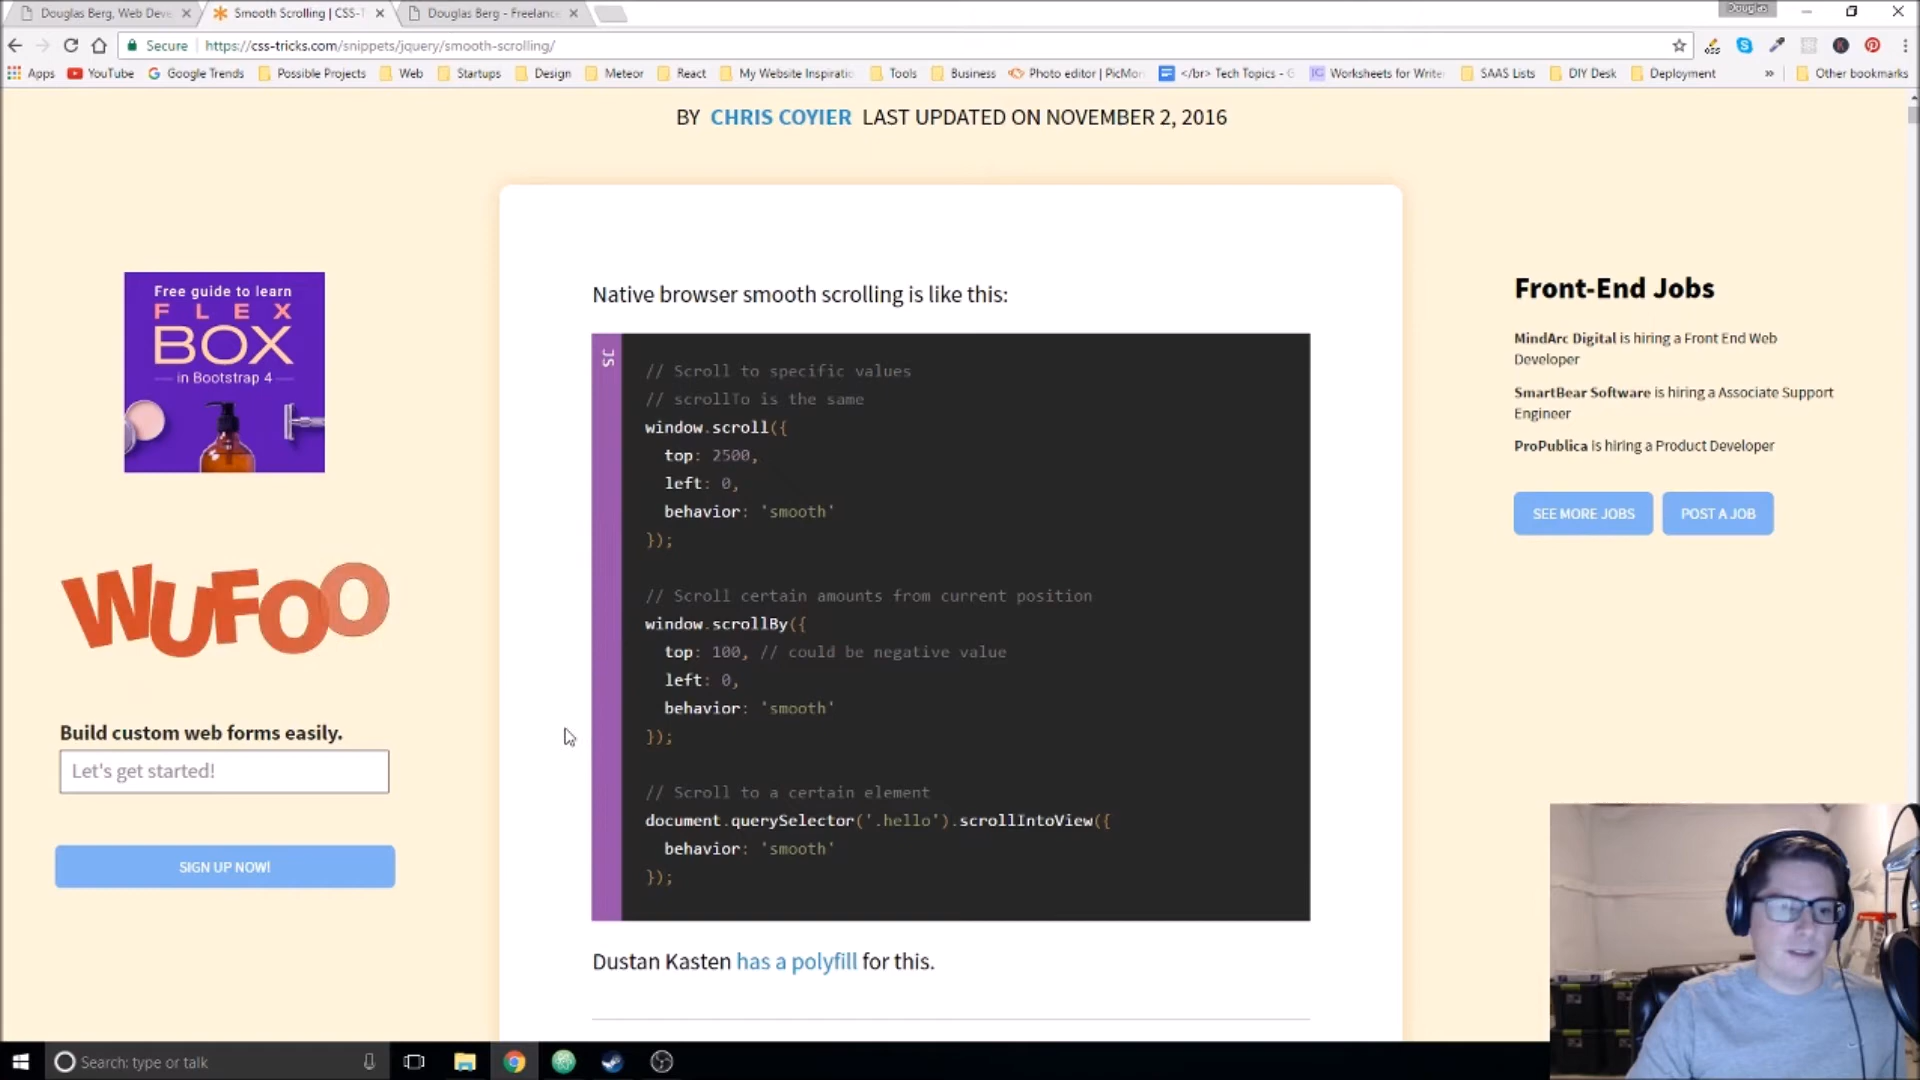 Douglas Berg, Web Deve
Smooth Scrolling | CSS-T
Douglas Berg - Freelance
Douglas
Secure
https://css-tricks.com/snippets/jquery/smooth-scrolling/
Apps
YouTube
Google Trends
Possible Projects
Web
Startups
Design
Meteor
React
My Website Inspiratio
Tools
Business
Photo editor | PicMon
</br> Tech Topics - G
Worksheets for Write
SAAS Lists
DIY Desk
Deployment
»
Other bookmarks
BY CHRIS COYIER LAST UPDATED ON NOVEMBER 2, 2016
Free guide to learn
FLEX
BOX
in Bootstrap 4
WUFOO
Build custom web forms easily.
Let's get started!
SIGN UP NOW!
Native browser smooth scrolling is like this:
JS
// Scroll to specific values
// scrollTo is the same
window.scroll({
top: 2500,
left: 0,
behavior: 'smooth'
});
// Scroll certain amounts from current position
window.scrollBy({
top: 100, // could be negative value
left: 0,
behavior: 'smooth'
});
// Scroll to a certain element
document.querySelector('.hello').scrollIntoView({
behavior: 'smooth'
});
Dustan Kasten has a polyfill for this.
Front-End Jobs
MindArc Digital is hiring a Front End Web
Developer
SmartBear Software is hiring a Associate Support
Engineer
ProPublica is hiring a Product Developer
SEE MORE JOBS
POST A JOB
Search: type or talk